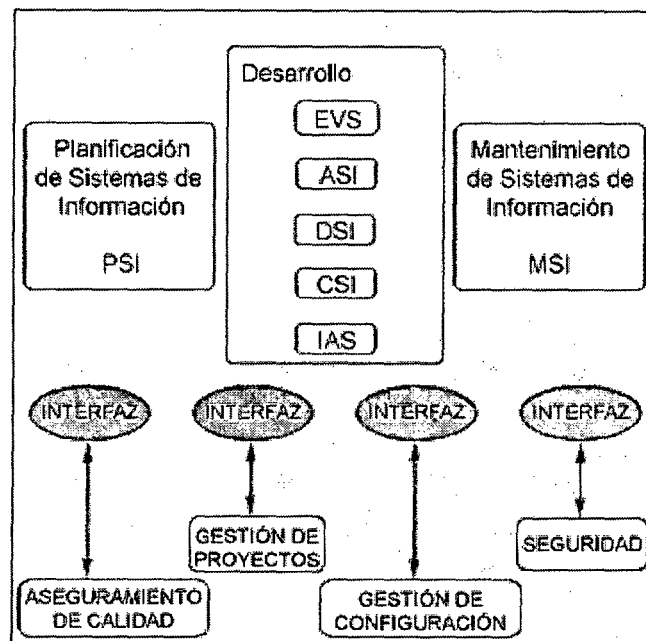 Desarrollo
EVS
ASI
DSI
CSI
IAS
Planificación
de Sistemas de
Información
PSI
Mantenimiento
de Sistemas de
Información
MSI
INTERFAZ
INTERFAZ
INTERFAZ
INTERFAZ
GESTIÓN DE
PROYECTOS
SEGURIDAD
ASEGURAMIENTO
DE CALIDAD
GESTIÓN DE
CONFIGURACIÓN